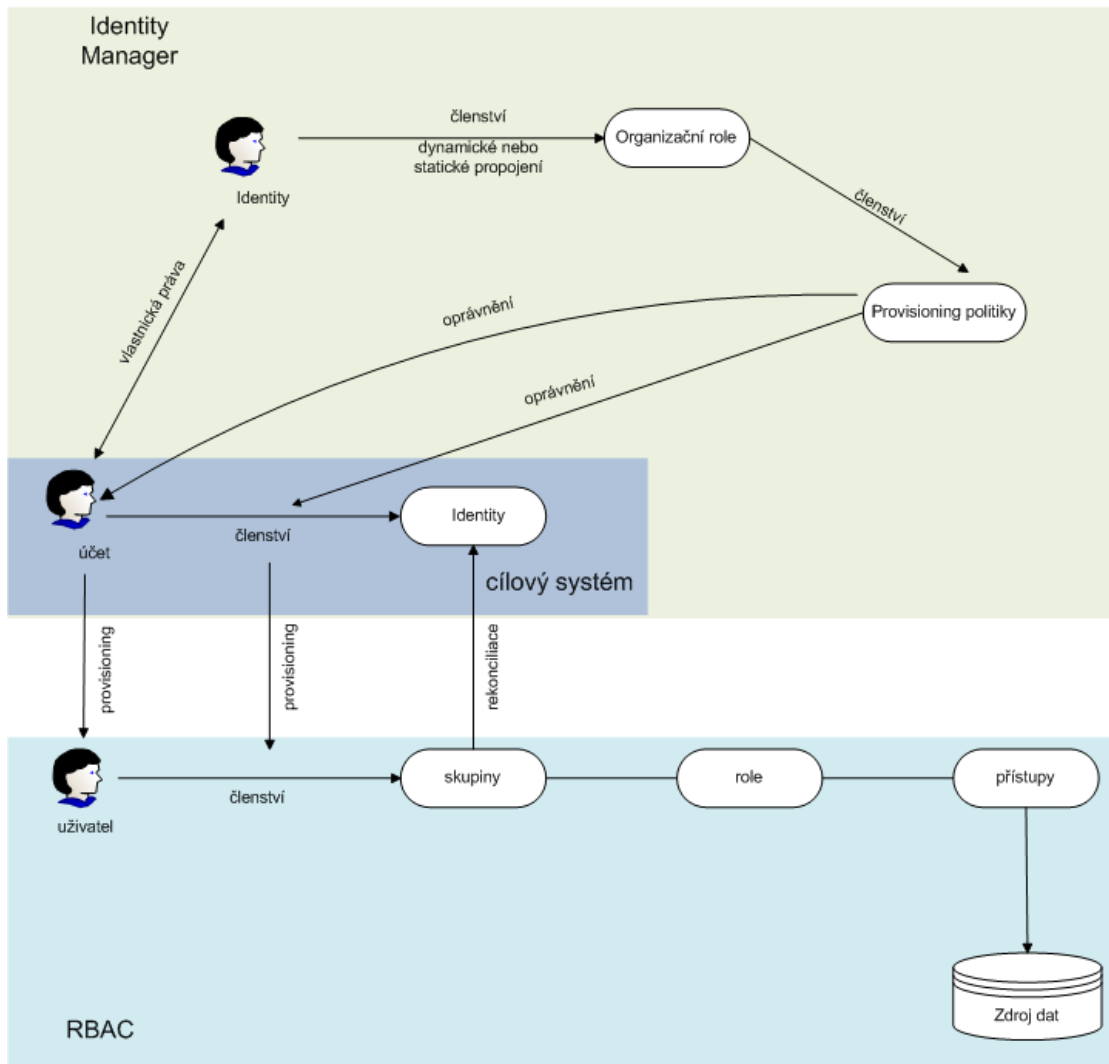 Identity
Manager
členství
dynamické nebo
statické propojení
Organizační role
Identity
členství
vlastnická práva
oprávnění
Provisioning politiky
oprávnění
účet
členství
Identity
cílový systém
provisioning
provisioning
rekonciliace
uživatel
členství
skupiny
role
přístupy
Zdroj dat
RBAC